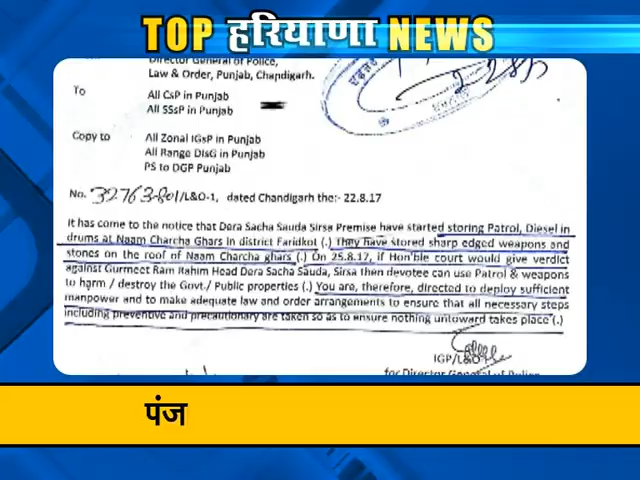 TOP हरियाणा NEWS
Director General of Police,
Law & Order, Punjab, Chandigarh.
To
All CsP in Punjab
All SSsP in Punjab
Copy to
All Zonal IGsP in Punjab
All Range DIsG in Punjab
PS to DGP Punjab
No. 32763-801/L&O-1, dated Chandigarh the:- 22.8.17
It has come to the notice that Dera Sacha Sauda Sirsa Premise have started storing Patrol, Diesel in
drums at Naam Charcha Ghars in district Faridkot (.) They have stored sharp edged weapons and
stones on the roof of Naam Charcha ghars (.) On 25.8.17, if Hon'ble court would give verdict
against Gurmeet Ram Rahim Head Dera Sacha Sauda, Sirsa then devotee can use Patrol & weapons
to harm / destroy the Govt./ Public properties (.) You are, therefore, directed to deploy sufficient
manpower and to make adequate law and order arrangements to ensure that all necessary steps
including preventive and precautionary are taken so as to ensure nothing untoward takes place (.)
IGP/L&O-I
for Director General of Police
पंज